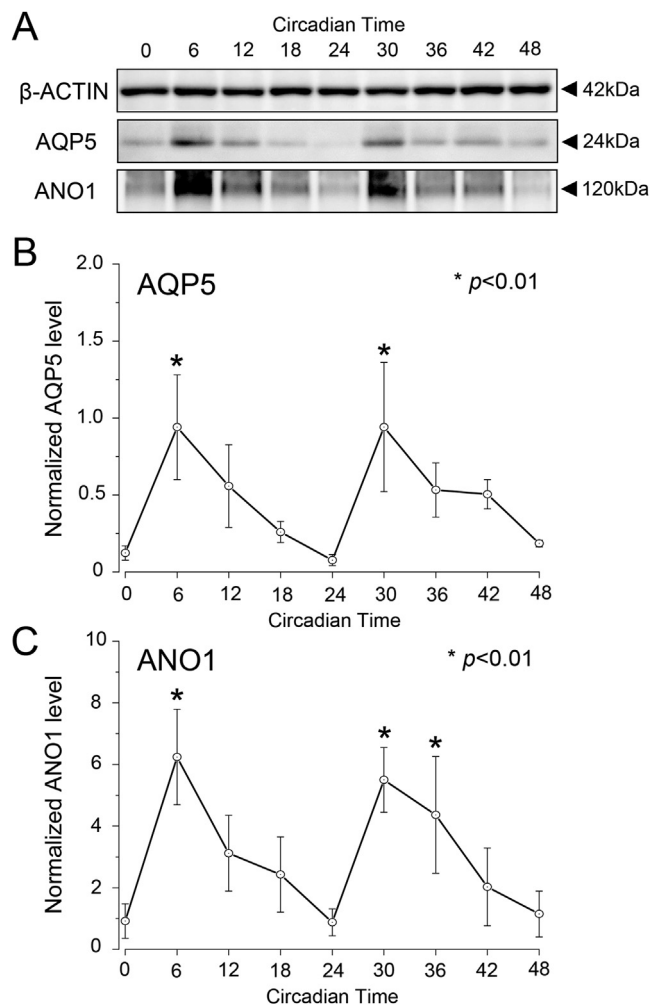 A
Circadian Time
0 6 12 18 24 30 36 42 48
β-ACTIN ◀ 42kDa
AQP5 ◀ 24kDa
ANO1 ◀ 120kDa
B
AQP5
* p<0.01
Normalized AQP5 level
2.0
1.5
1.0
0.5
0
* *
0 6 12 18 24 30 36 42 48
Circadian Time
C
ANO1
* p<0.01
Normalized ANO1 level
10
8
6
4
2
0
* * *
0 6 12 18 24 30 36 42 48
Circadian Time